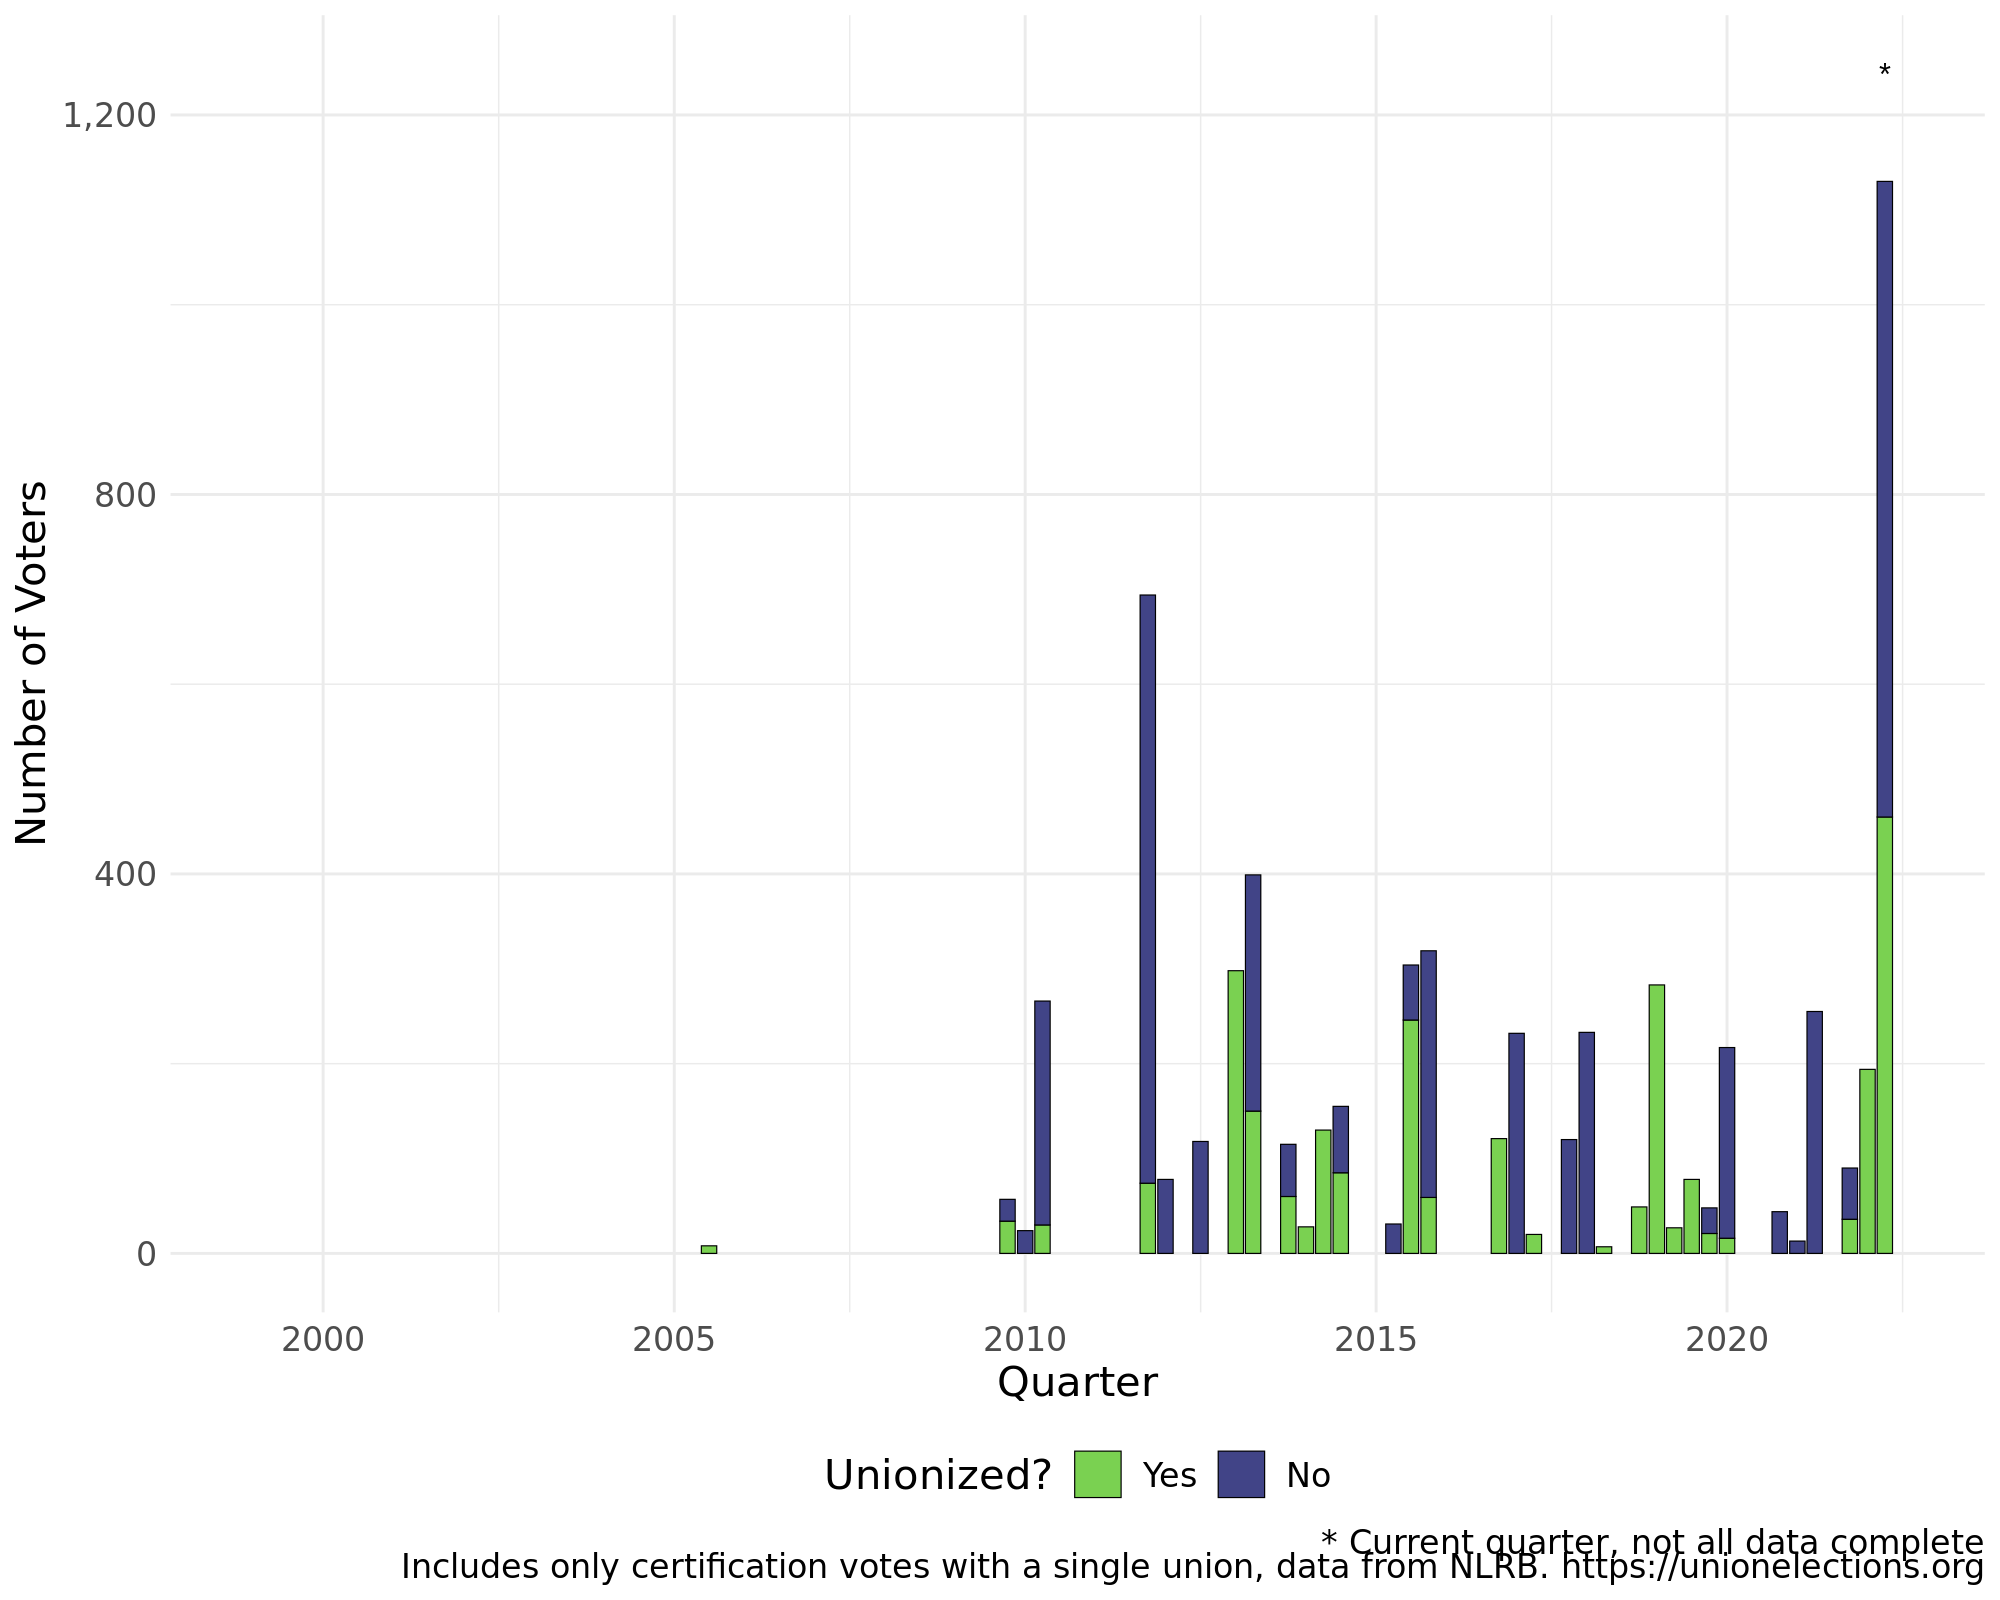 *
1,200
800
400
0
Number of Voters
2000 2005 2010 2015 2020
Quarter
Unionized? Yes No
* Current quarter, not all data complete
Includes only certification votes with a single union, data from NLRB. https://unionelections.org